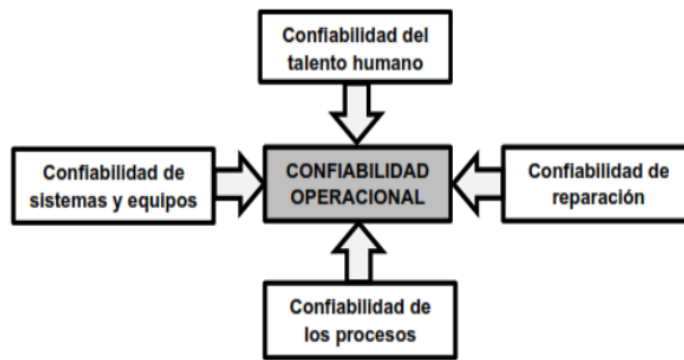 Confiabilidad del
talento humano
Confiabilidad de
sistemas y equipos
CONFIABILIDAD
OPERACIONAL
Confiabilidad de
reparación
Confiabilidad de
los procesos